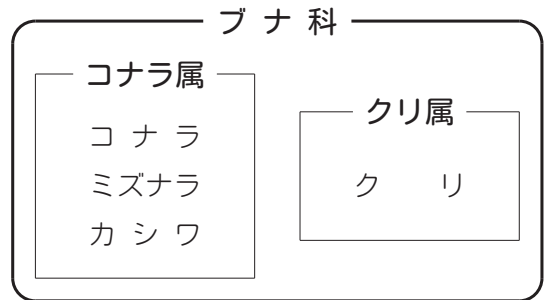 ブナ科
コナラ属
コナラ
ミズナラ
カシワ
クリ属
クリ